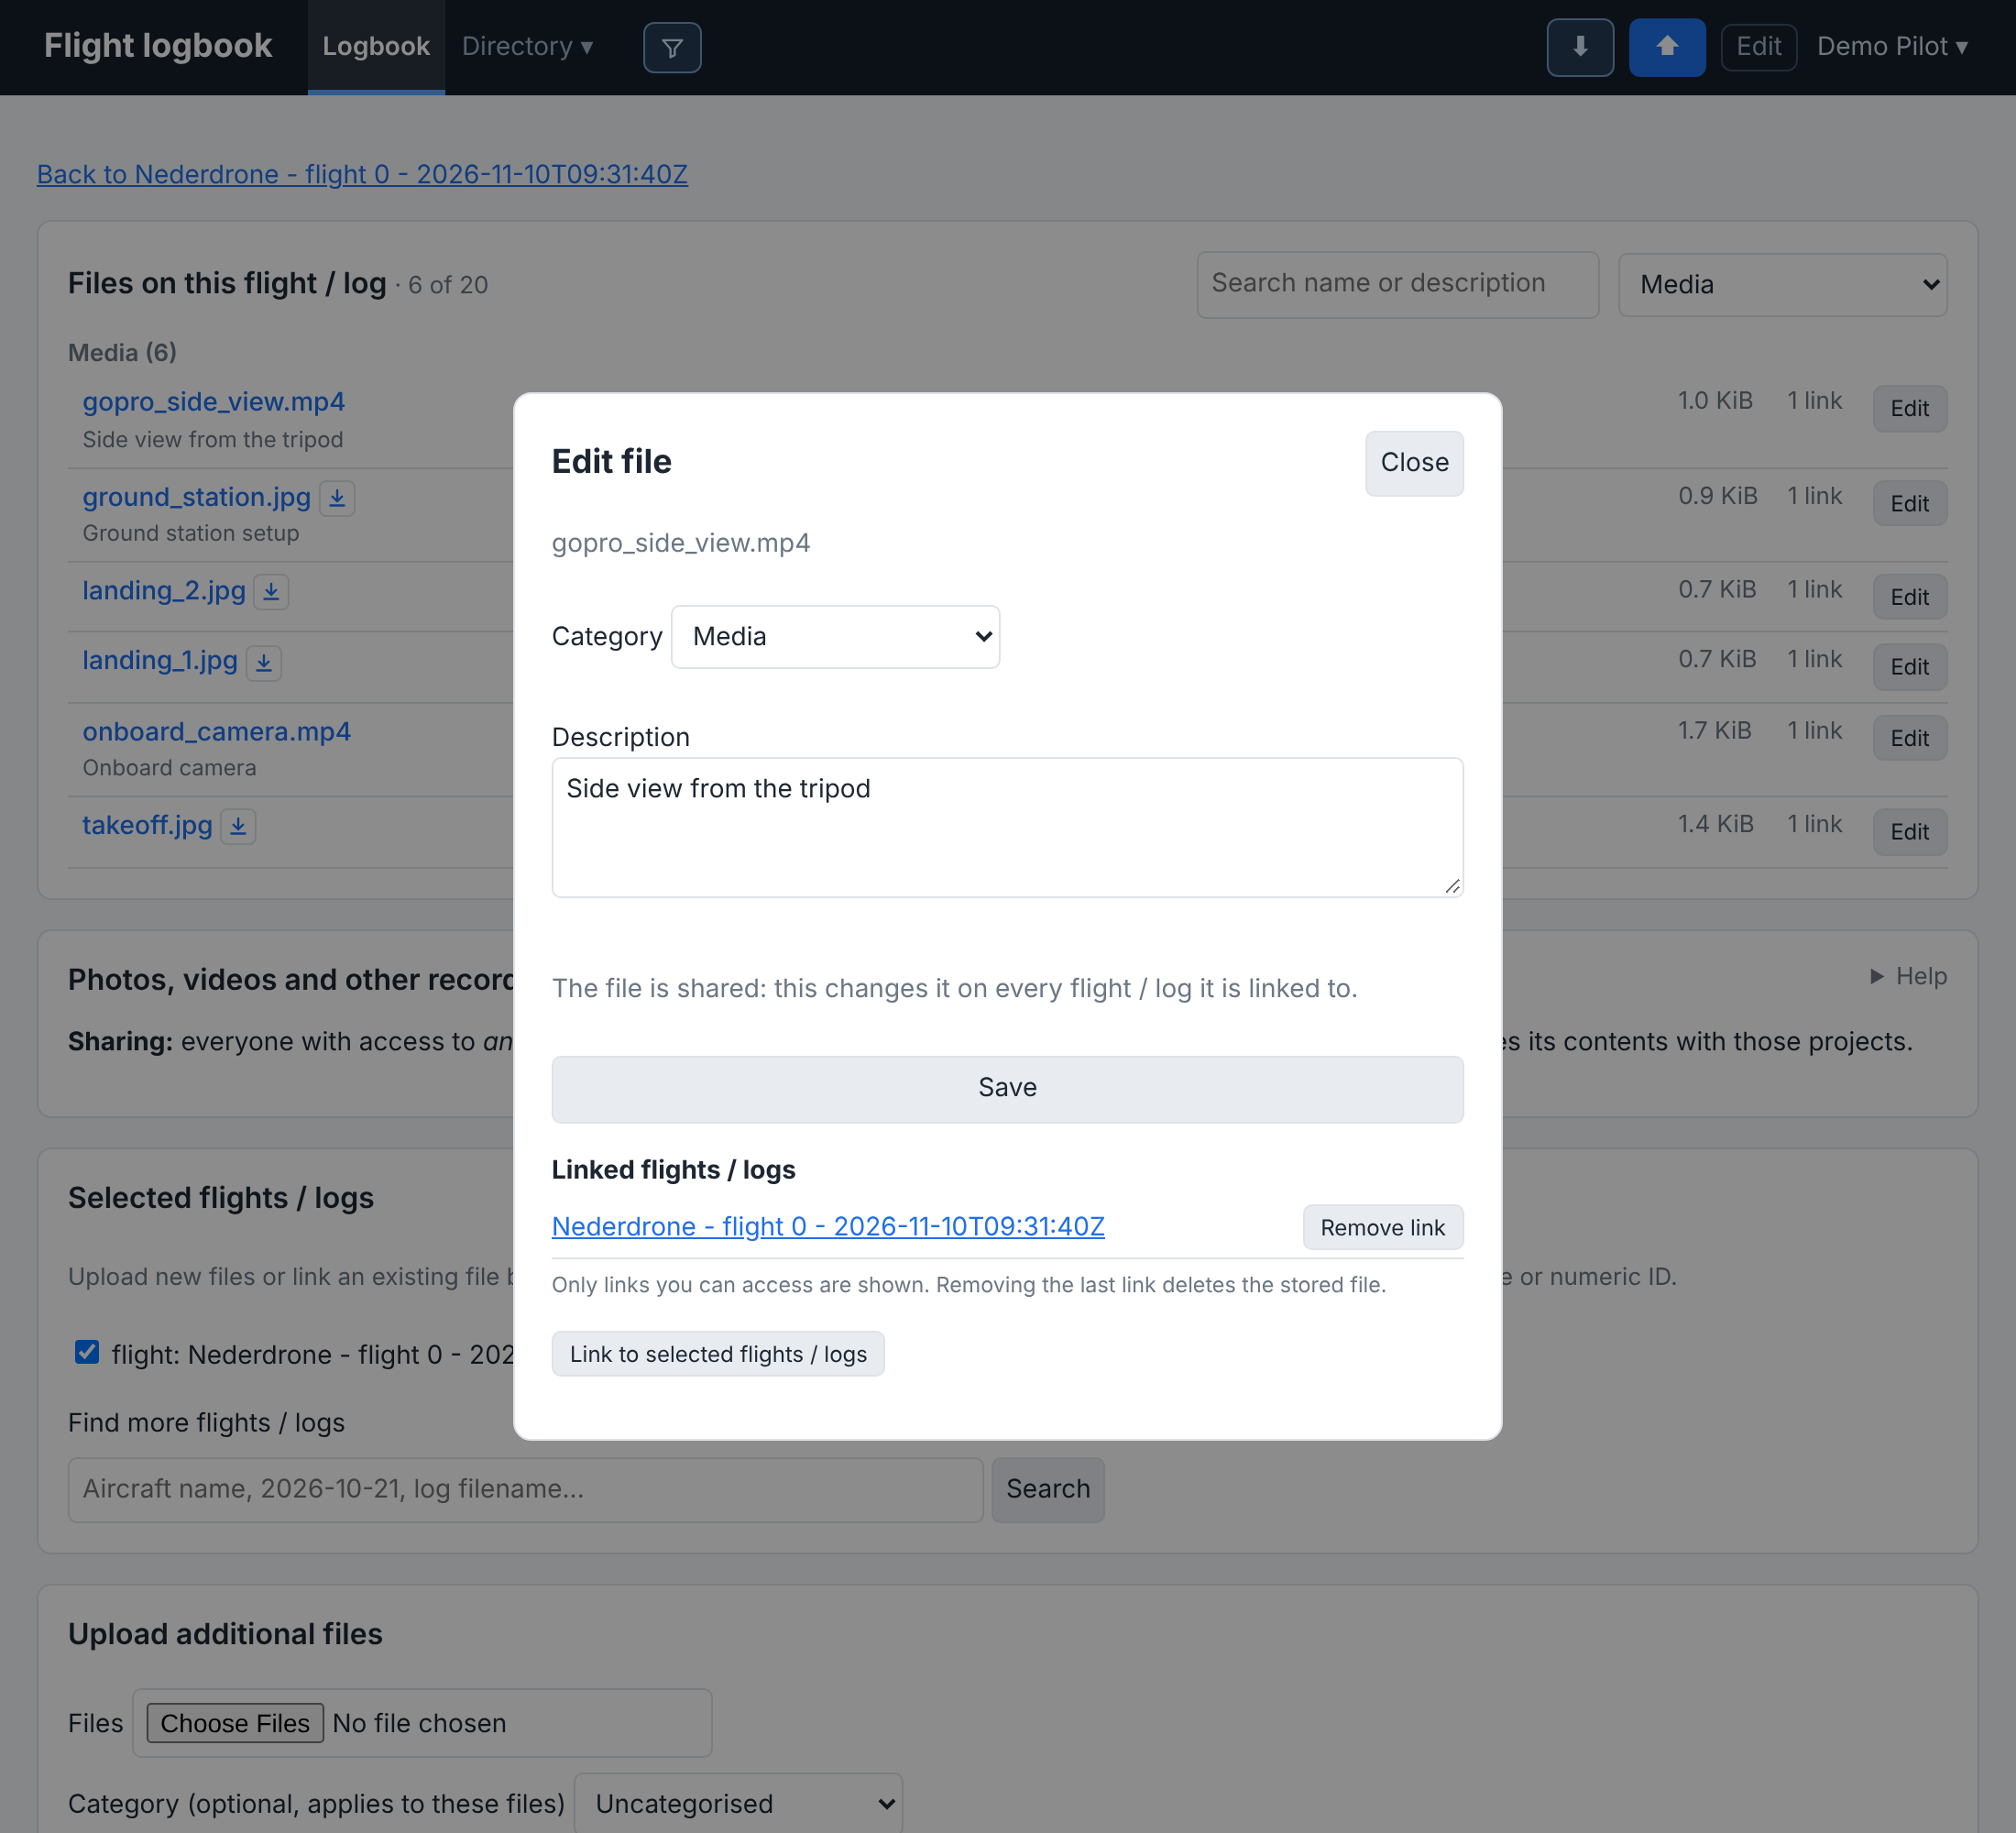 Flight logbook Logbook Directory ▾ Edit Demo Pilot ▾
Back to Nederdrone - flight 0 - 2026-11-10T09:31:40Z
Files on this flight / log · 6 of 20 Search name or description Media
Media (6)
gopro_side_view.mp4 1.0 KiB 1 link Edit
Side view from the tripod
ground_station.jpg 0.9 KiB 1 link Edit
Ground station setup
landing_2.jpg 0.7 KiB 1 link Edit
landing_1.jpg 0.7 KiB 1 link Edit
onboard_camera.mp4 1.7 KiB 1 link Edit
Onboard camera
takeoff.jpg 1.4 KiB 1 link Edit
Edit file Close
gopro_side_view.mp4
Category Media
Description
Side view from the tripod
The file is shared: this changes it on every flight / log it is linked to.
Save
Linked flights / logs
Nederdrone - flight 0 - 2026-11-10T09:31:40Z Remove link
Only links you can access are shown. Removing the last link deletes the stored file.
Link to selected flights / logs
Photos, videos and other Help
Sharing: everyone with access to its contents with those projects.
Selected flights / logs
Upload new files or link an existing file or numeric ID.
flight: Nederdrone - flight 0 -
Find more flights / logs
Aircraft name, 2026-10-21, log filename... Search
Upload additional files
Files Choose Files No file chosen
Category (optional, applies to these files) Uncategorised